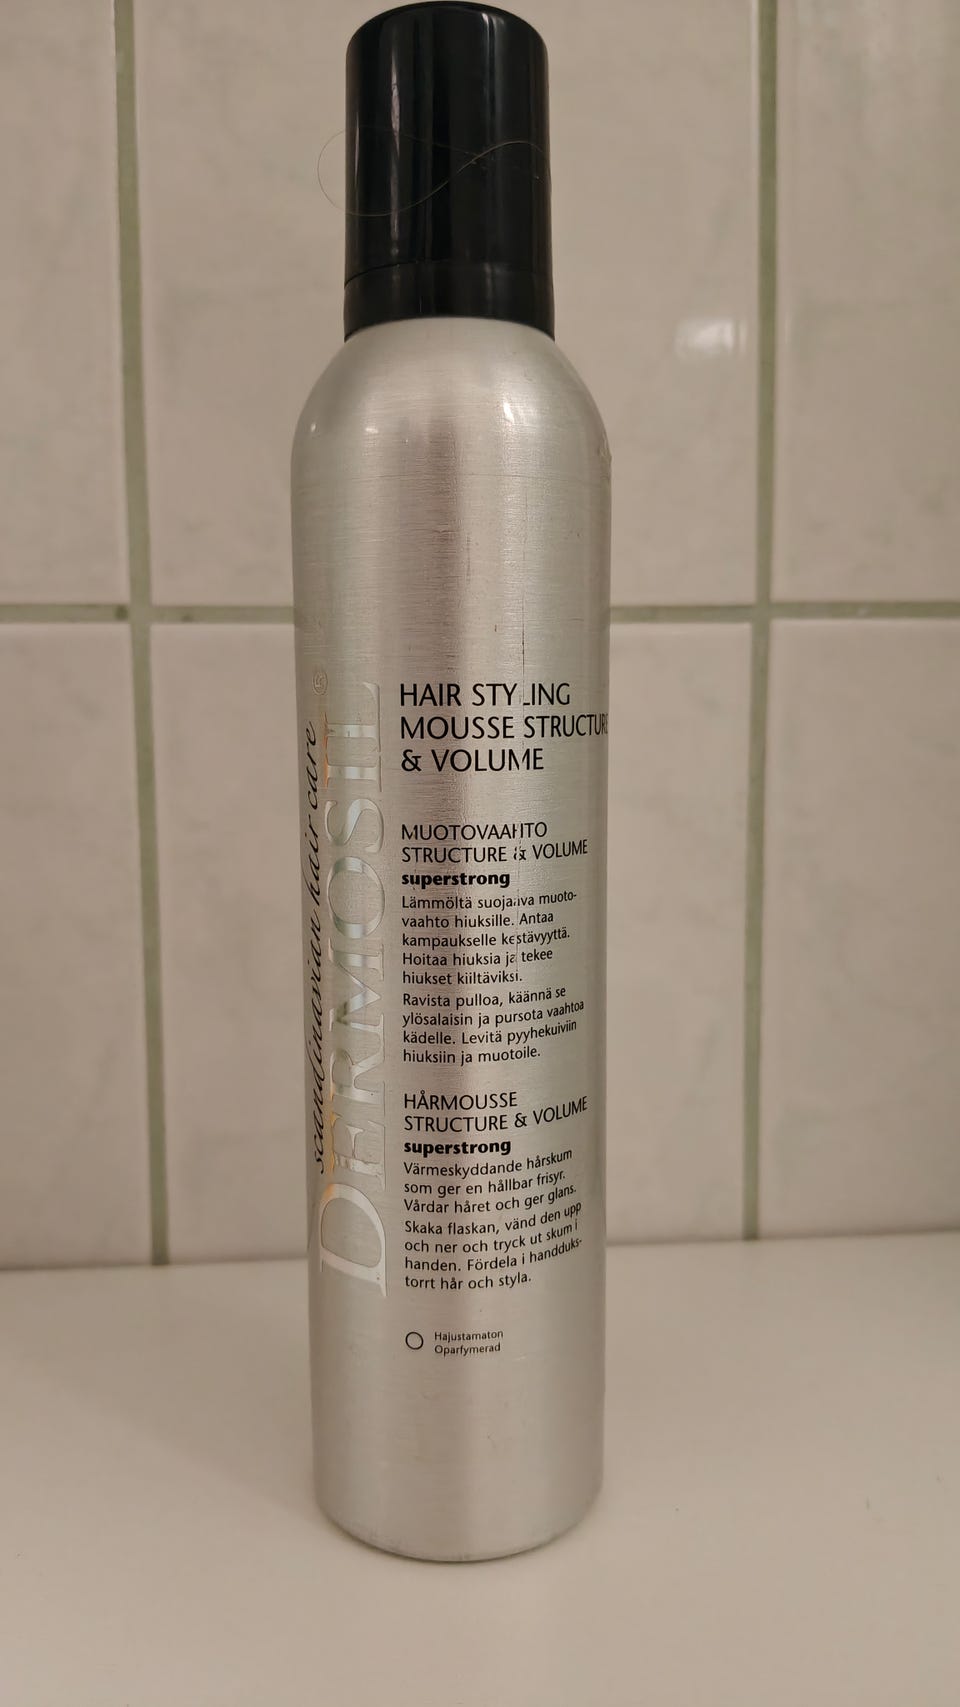 scandinavian hair care
DERMOSIL®
HAIR STYLING
MOUSSE STRUCTURE
& VOLUME
MUOTOVAAHTO
STRUCTURE & VOLUME
superstrong
Lämmöltä suojaava muoto-
vaahto hiuksille. Antaa
kampaukselle kestävyyttä.
Hoitaa hiuksia ja tekee
hiukset kiiltäviksi.
Ravista pulloa, käännä se
ylösalaisin ja pursota vaahtoa
kädelle. Levitä pyyhekuiviin
hiuksiin ja muotoile.
HÅRMOUSSE
STRUCTURE & VOLUME
superstrong
Värmeskyddande hårskum
som ger en hållbar frisyr.
Vårdar håret och ger glans.
Skaka flaskan, vänd den upp
och ner och tryck ut skum i
handen. Fördela i handduks-
torrt hår och styla.
Hajustamaton
Oparfymerad